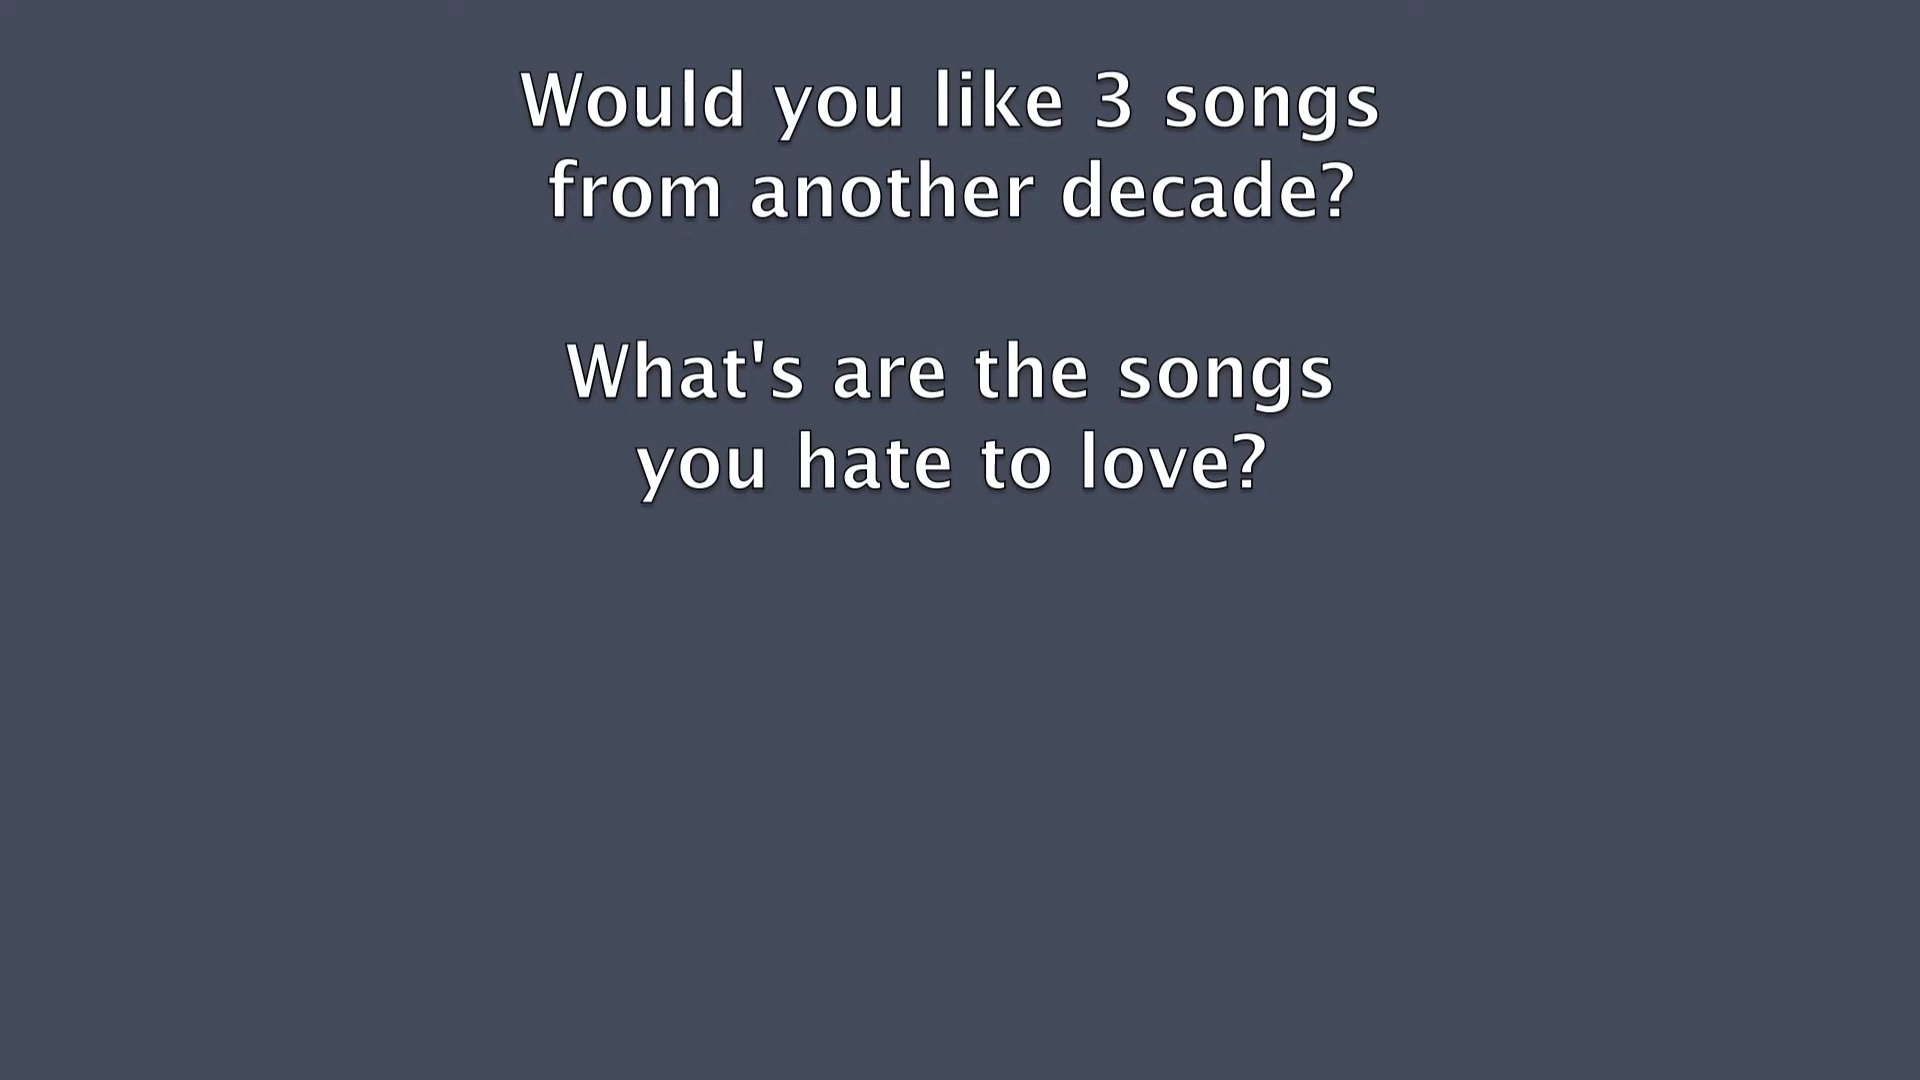 Would you like 3 songs
from another decade?
What's are the songs
you hate to love?